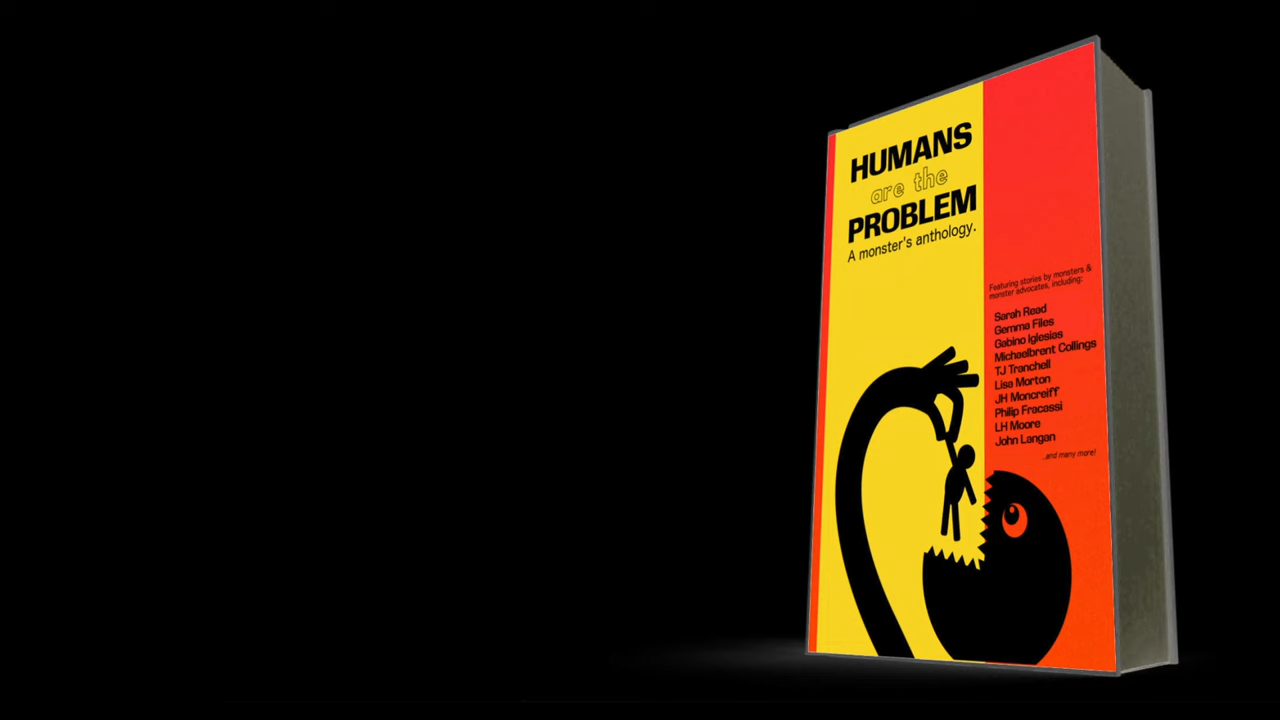 HUMANS
are the
PROBLEM
A monster's anthology.
Featuring stories by monsters &
monster advocates, including:
Sarah Read
Gemma Files
Gabino Iglesias
Michaelbrent Collings
TJ Tranchell
Lisa Morton
JH Moncreiff
Philip Fracassi
LH Moore
John Langan
...and many more!